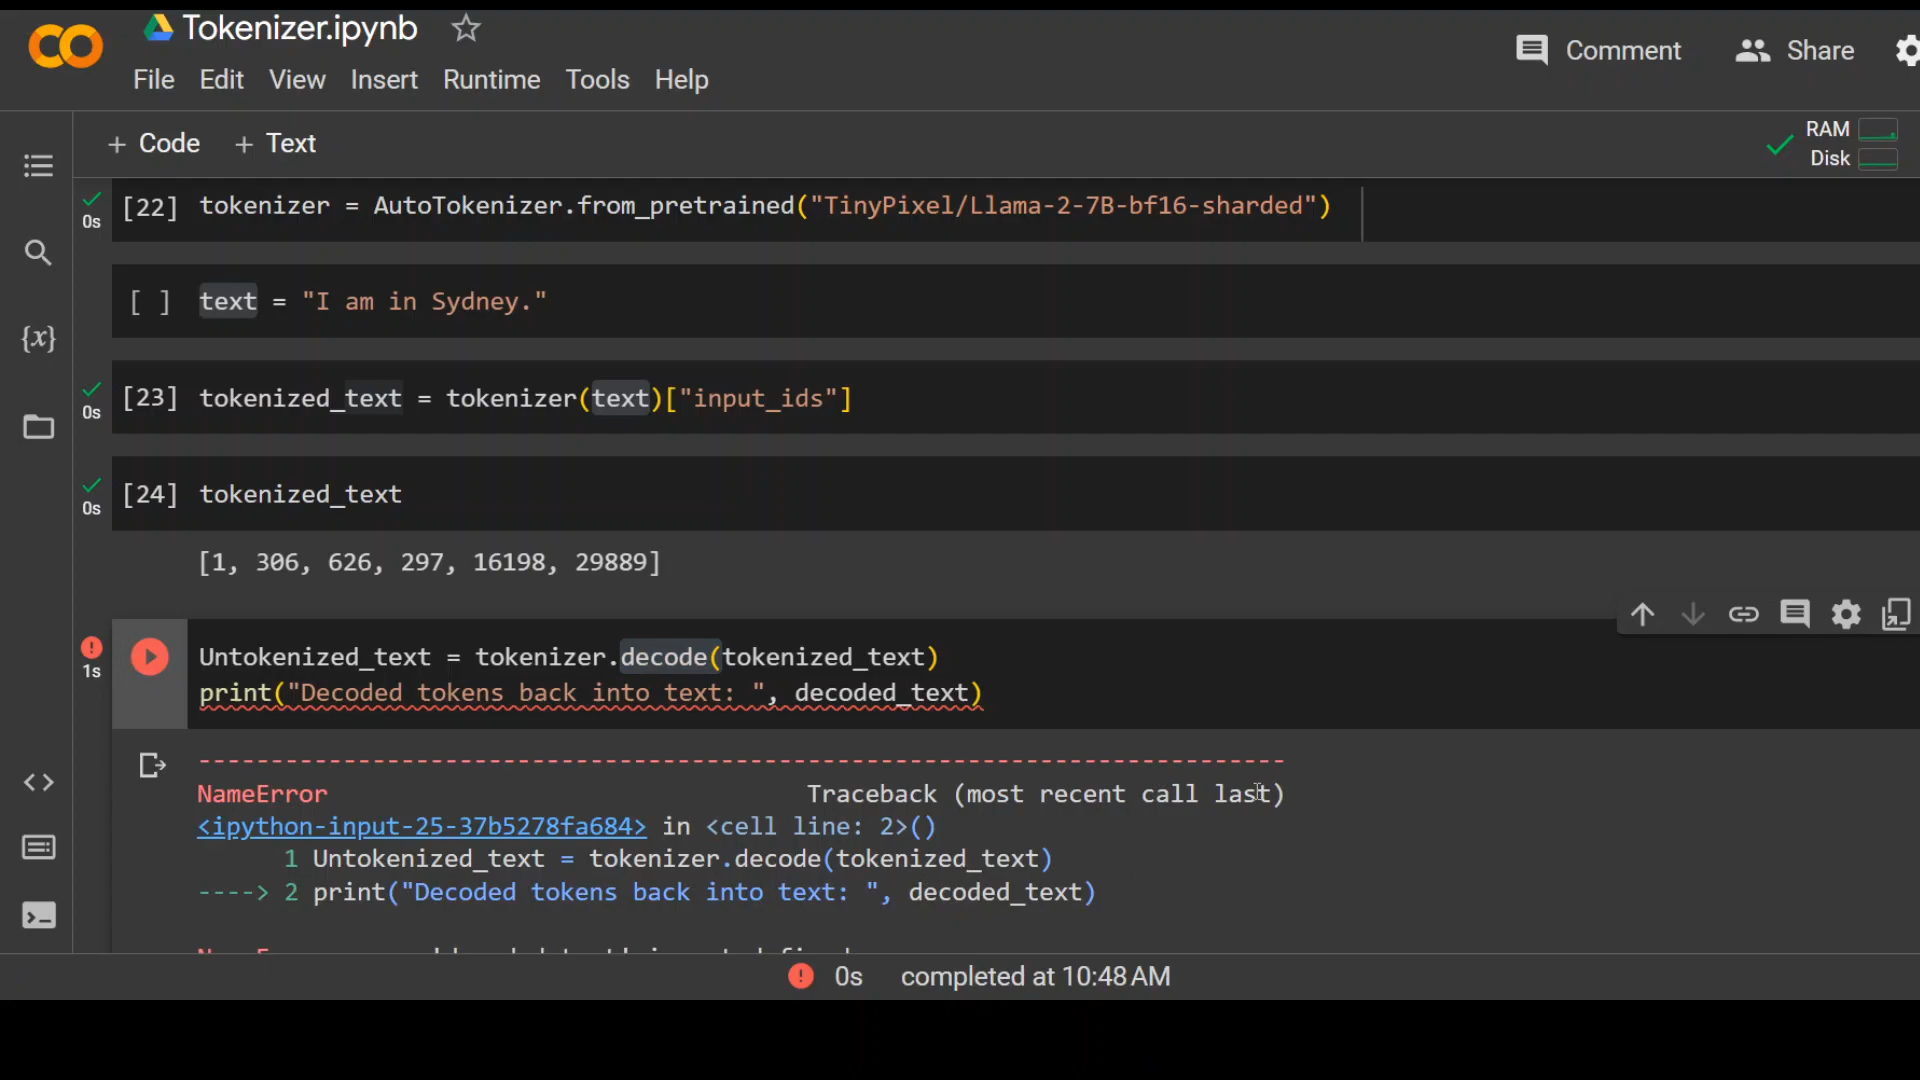 Tokenizer.ipynb
Comment Share
File Edit View Insert Runtime Tools Help
+ Code + Text
RAM
Disk
0s [22] tokenizer = AutoTokenizer.from_pretrained("TinyPixel/Llama-2-7B-bf16-sharded")
[ ] text = "I am in Sydney."
0s [23] tokenized_text = tokenizer(text)["input_ids"]
0s [24] tokenized_text
[1, 306, 626, 297, 16198, 29889]
1s Untokenized_text = tokenizer.decode(tokenized_text)
print("Decoded tokens back into text: ", decoded_text)
---------------------------------------------------------------------------
NameError Traceback (most recent call last)
<ipython-input-25-37b5278fa684> in <cell line: 2>()
1 Untokenized_text = tokenizer.decode(tokenized_text)
----> 2 print("Decoded tokens back into text: ", decoded_text)
0s completed at 10:48 AM